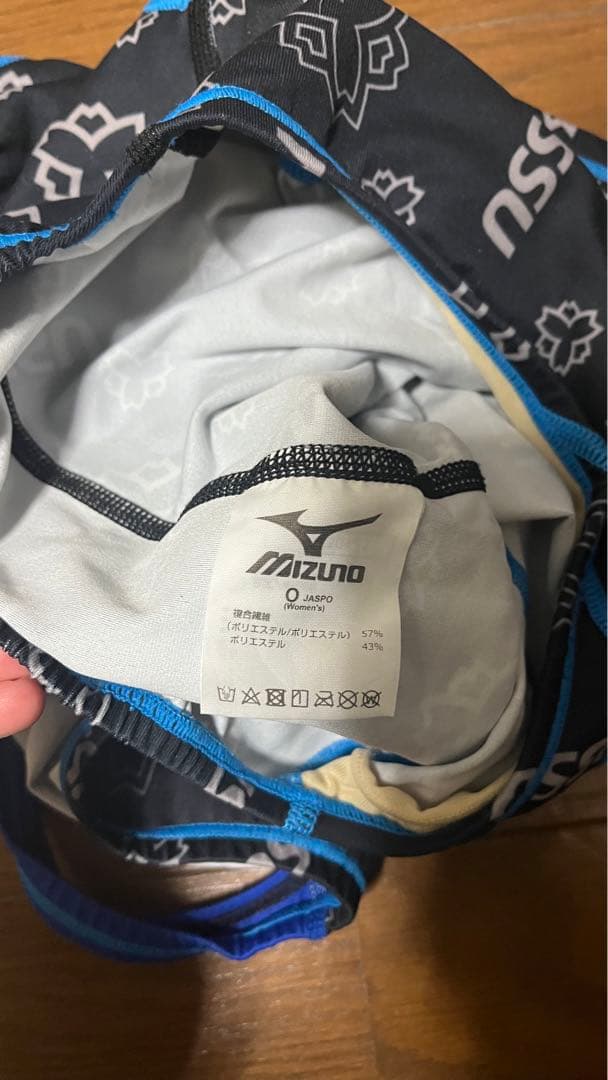 SSSU
MIZUNO
O JASPO
(Women's)
複合繊維
(ポリエステル/ポリエステル) 57%
ポリエステル 43%